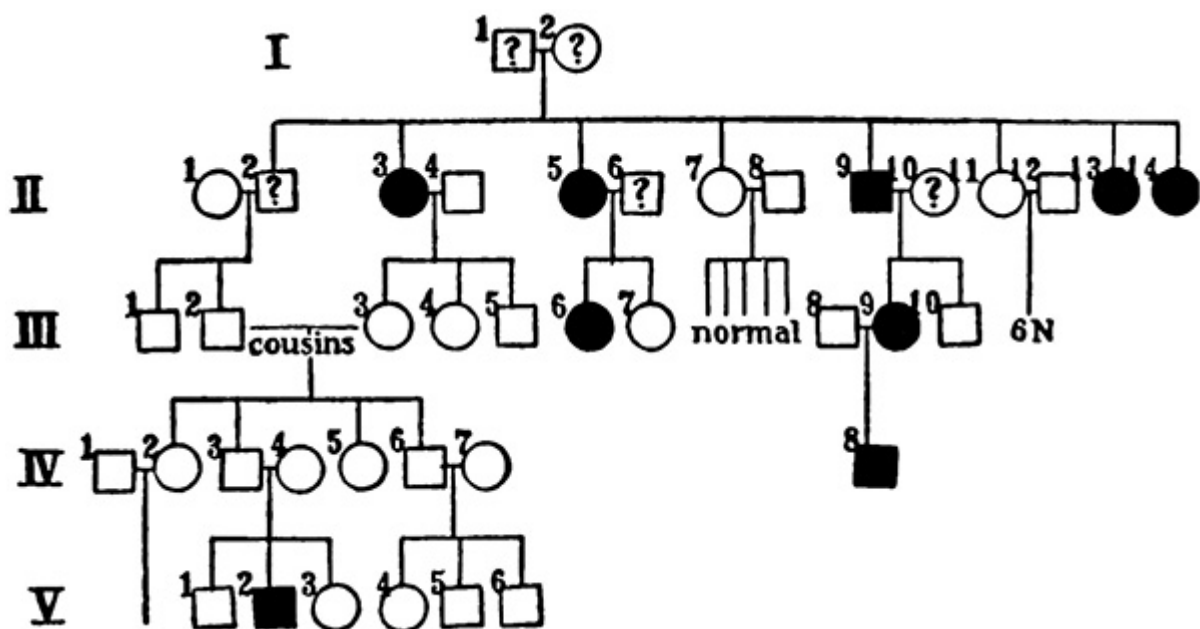 I 1 ? 2 ?
II 1 2 ? 3 4 5 6 ? 7 8 9 10 ? 11 12 13 14
III 1 2 3 4 5 6 7 normal 8 9 10 6N
cousins
IV 1 2 3 4 5 6 7 8
V 1 2 3 4 5 6